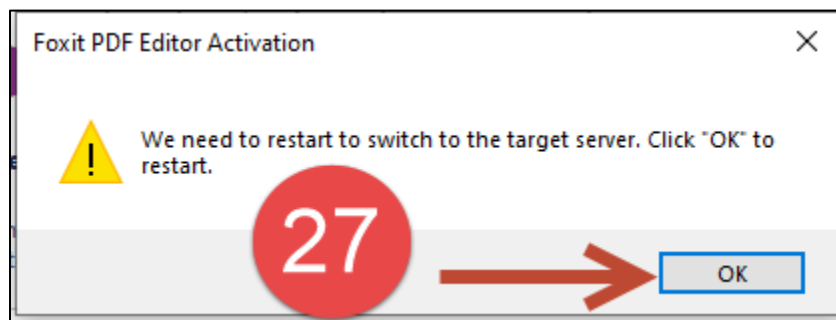 Foxit PDF Editor Activation
We need to restart to switch to the target server. Click "OK" to
restart.
27
OK